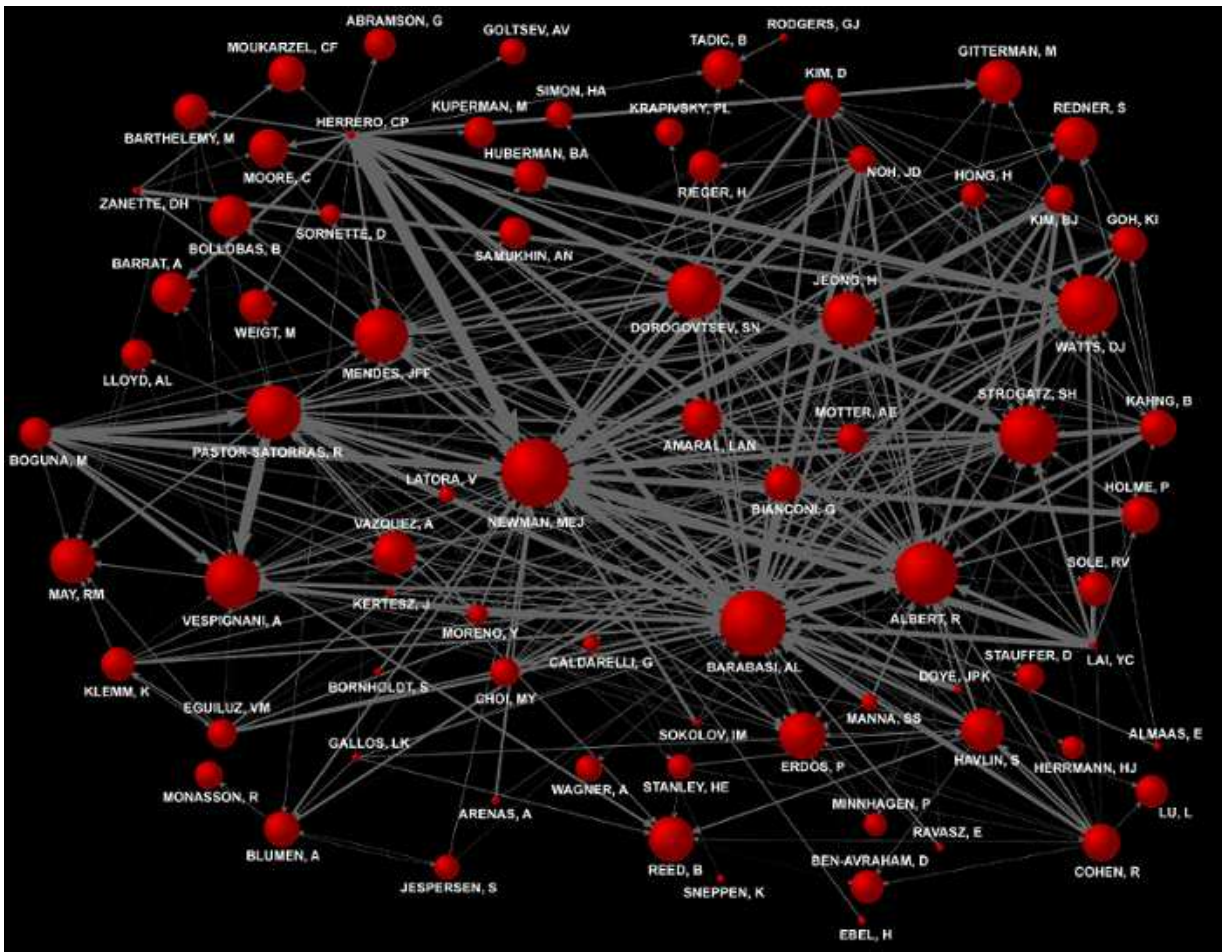 ABRAMSON, G
RODGERS, GJ
GOLTSEV, AV
TADIC, B
MOUKARZEL, CF
GITTERMAN, M
KIM, D
SIMON, HA
KUPERMAN, M
KRAPIVSKY, PL
REDNER, S
HERRERO, CP
BARTHELEMY, M
HUBERMAN, BA
NOH, JD
HONG, H
MOORE, C
RIEGER, H
ZANETTE, DH
KIM, BJ
GOH, KI
SORNETTE, D
BOLLOBAS, B
SAMUKHIN, AN
BARRAT, A
JEONG, H
DOROGOVTSEV, SN
WEIGT, M
WATTS, DJ
MENDES, JFF
LLOYD, AL
STROGATZ, SH
KAHNG, B
MOTTER, AE
AMARAL, LAN
PASTOR-SATORRAS, R
BOGUNA, M
LATORA, V
HOLME, P
BIANCONI, G
VAZQUEZ, A
NEWMAN, MEJ
SOLE, RV
MAY, RM
KERTESZ, J
VESPIGNANI, A
ALBERT, R
MORENO, Y
STAUFFER, D
LAI, YC
CALDARELLI, G
BARABASI, AL
DOYE, JPK
BORNHOLDT, S
KLEMM, K
CHOI, MY
EGUILUZ, VM
MANNA, SS
SOKOLOV, IM
ALMAAS, E
GALLOS, LK
ERDOS, P
HAVLIN, S
HERRMANN, HJ
WAGNER, A
STANLEY, HE
MONASSON, R
MINNHAGEN, P
LU, L
ARENAS, A
RAVASZ, E
BLUMEN, A
BEN-AVRAHAM, D
REED, B
COHEN, R
JESPERSEN, S
SNEPPEN, K
EBEL, H